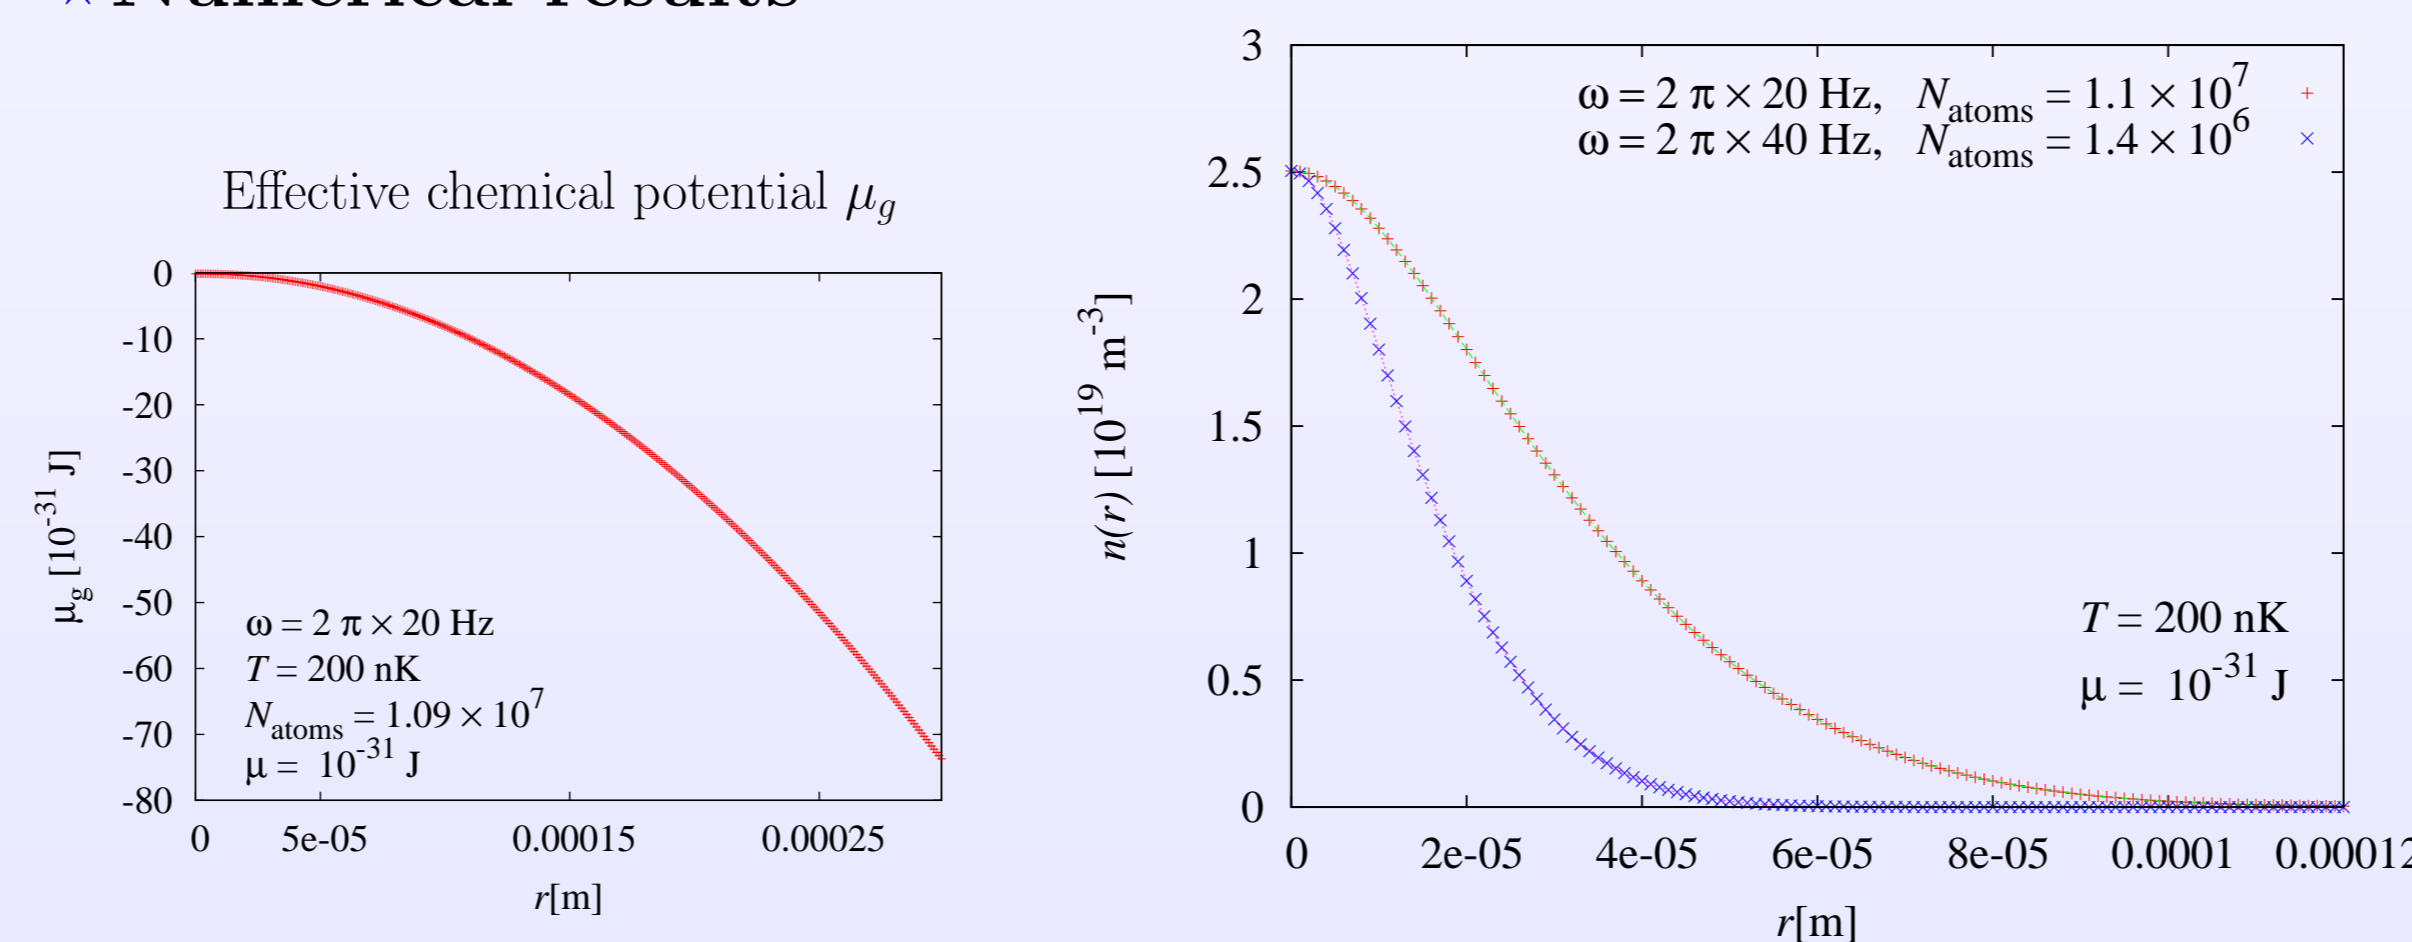 Numerical results
Effective chemical potential μ_g
0
-10
-20
-30
-40
-50
-60
-70
-80
0 5e-05 0.00015 0.00025
μ_g [10^-31 J]
r[m]
ω = 2 π × 20 Hz
T = 200 nK
N_atoms = 1.09 × 10^7
μ = 10^-31 J
3
2.5
2
1.5
1
0.5
0
0 2e-05 4e-05 6e-05 8e-05 0.0001 0.00012
n(r) [10^19 m^-3]
r[m]
ω = 2 π × 20 Hz, N_atoms = 1.1 × 10^7
ω = 2 π × 40 Hz, N_atoms = 1.4 × 10^6
T = 200 nK
μ = 10^-31 J